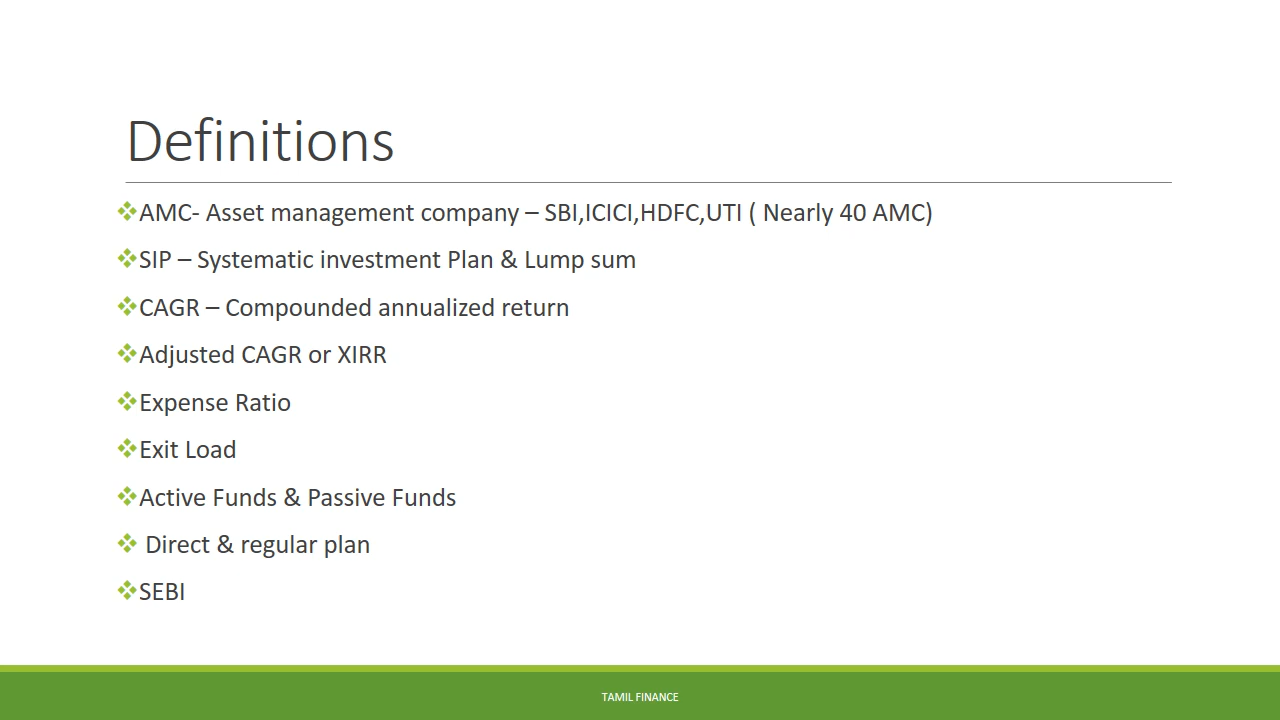 Definitions
AMC- Asset management company – SBI,ICICI,HDFC,UTI ( Nearly 40 AMC)
SIP – Systematic investment Plan & Lump sum
CAGR – Compounded annualized return
Adjusted CAGR or XIRR
Expense Ratio
Exit Load
Active Funds & Passive Funds
Direct & regular plan
SEBI
TAMIL FINANCE